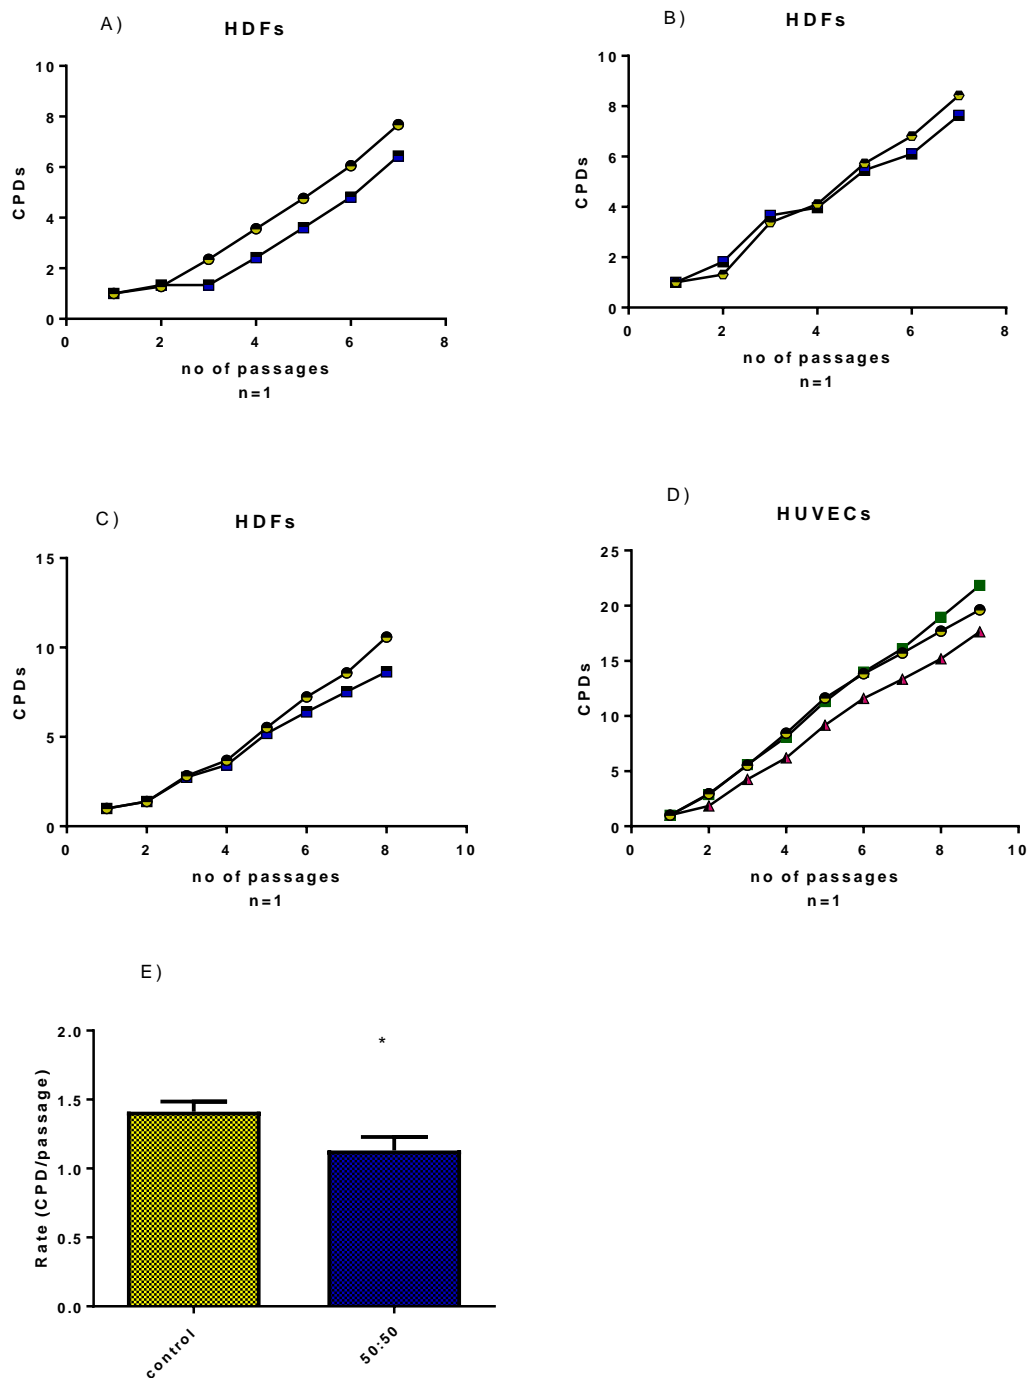 A)
HDFs
10
8
6
4
2
0
CPDs
0 2 4 6 8
no of passages
n=1
B)
HDFs
10
8
6
4
2
0
CPDs
0 2 4 6 8
no of passages
n=1
C)
HDFs
15
10
5
0
CPDs
0 2 4 6 8 10
no of passages
n=1
D)
HUVECs
25
20
15
10
5
0
CPDs
0 2 4 6 8 10
no of passages
n=1
E)
2.0
1.5
1.0
0.5
0.0
Rate (CPD/passage)
*
control 50:50